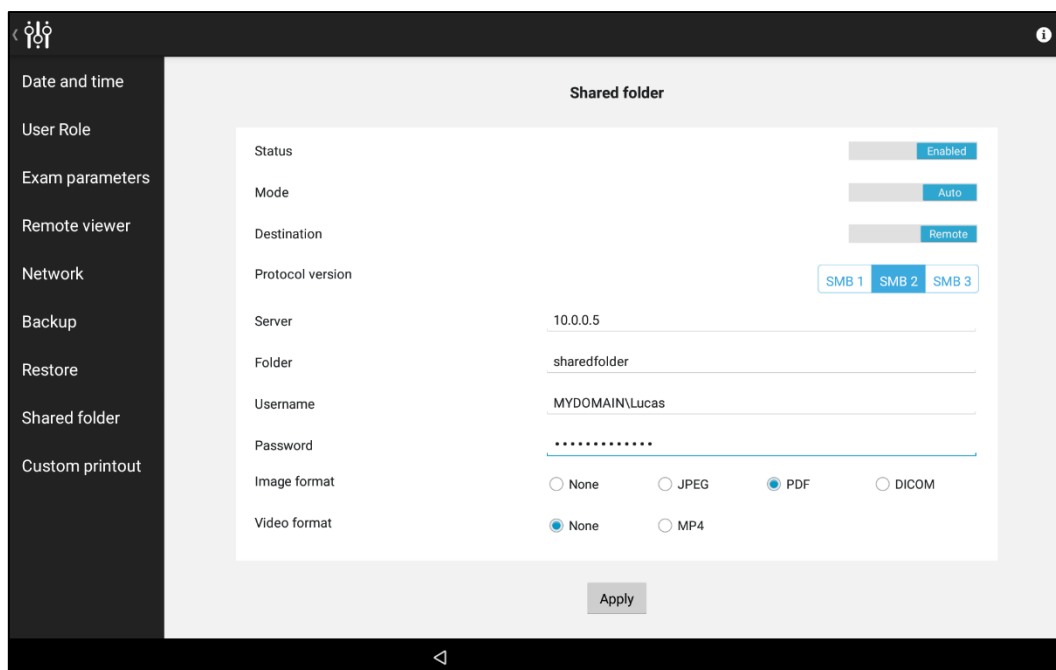 Date and time
User Role
Exam parameters
Remote viewer
Network
Backup
Restore
Shared folder
Custom printout
Shared folder
Status Enabled
Mode Auto
Destination Remote
Protocol version SMB 1 SMB 2 SMB 3
Server 10.0.0.5
Folder sharedfolder
Username MYDOMAIN\Lucas
Password •••••••••••••
Image format None JPEG PDF DICOM
Video format None MP4
Apply